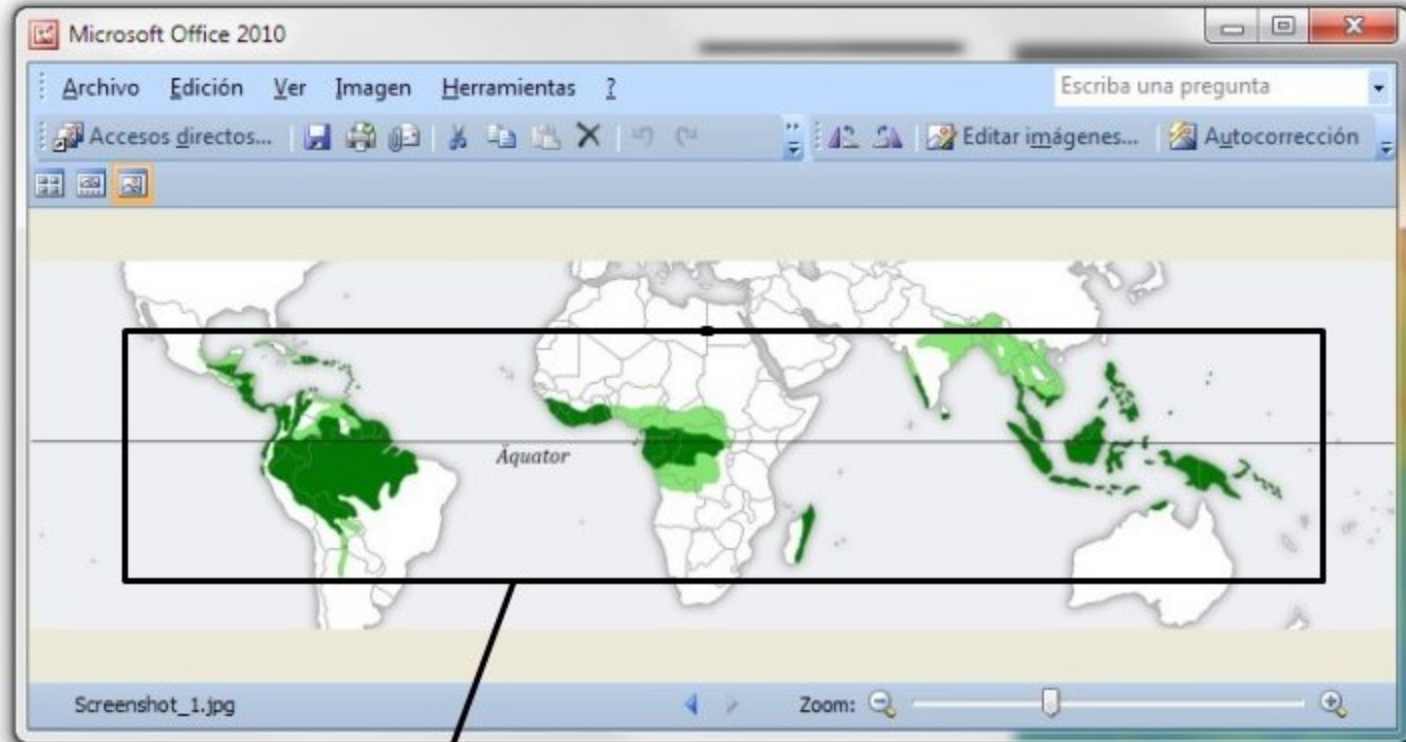 Microsoft Office 2010
Archivo Edición Ver Imagen Herramientas ?
Escriba una pregunta
Accesos directos...
Editar imágenes...
Autocorrección
Äquator
Screenshot_1.jpg
Zoom: